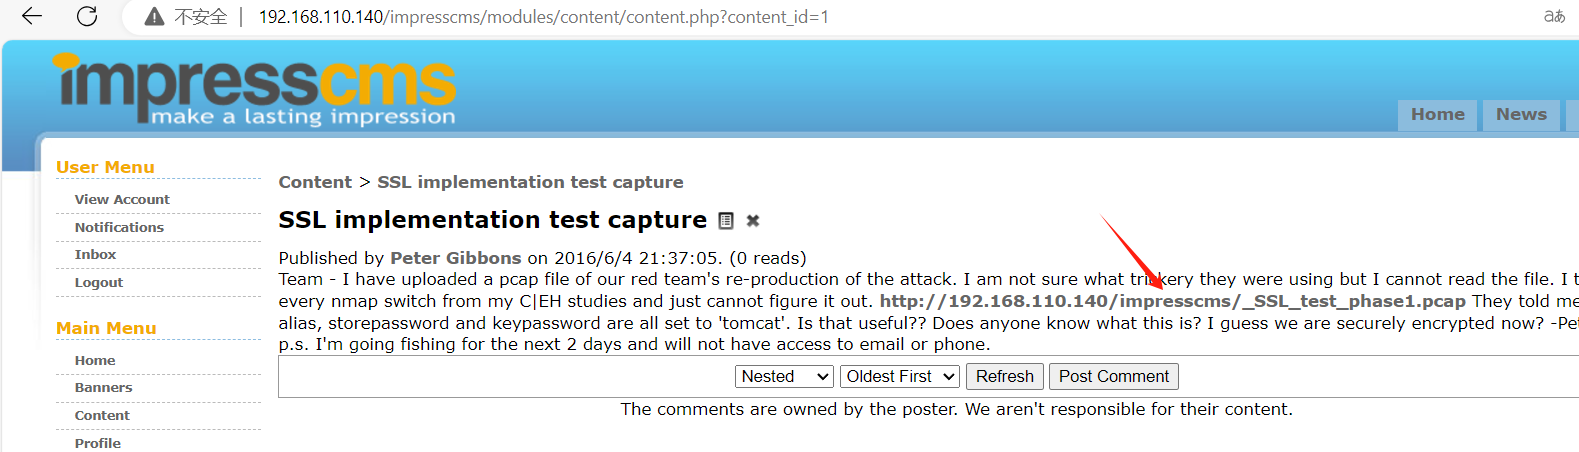 不安全 | 192.168.110.140/impresscms/modules/content/content.php?content_id=1
aあ
impresscms
make a lasting impression
Home News
User Menu
View Account
Notifications
Inbox
Logout
Main Menu
Home
Banners
Content
Profile
Content > SSL implementation test capture
SSL implementation test capture
Published by Peter Gibbons on 2016/6/4 21:37:05. (0 reads)
Team - I have uploaded a pcap file of our red team's re-production of the attack. I am not sure what trickery they were using but I cannot read the file. I
every nmap switch from my C|EH studies and just cannot figure it out. http://192.168.110.140/impresscms/_SSL_test_phase1.pcap They told me
alias, storepassword and keypassword are all set to 'tomcat'. Is that useful?? Does anyone know what this is? I guess we are securely encrypted now?
p.s. I'm going fishing for the next 2 days and will not have access to email or phone.
Nested Oldest First Refresh Post Comment
The comments are owned by the poster. We aren't responsible for their content.